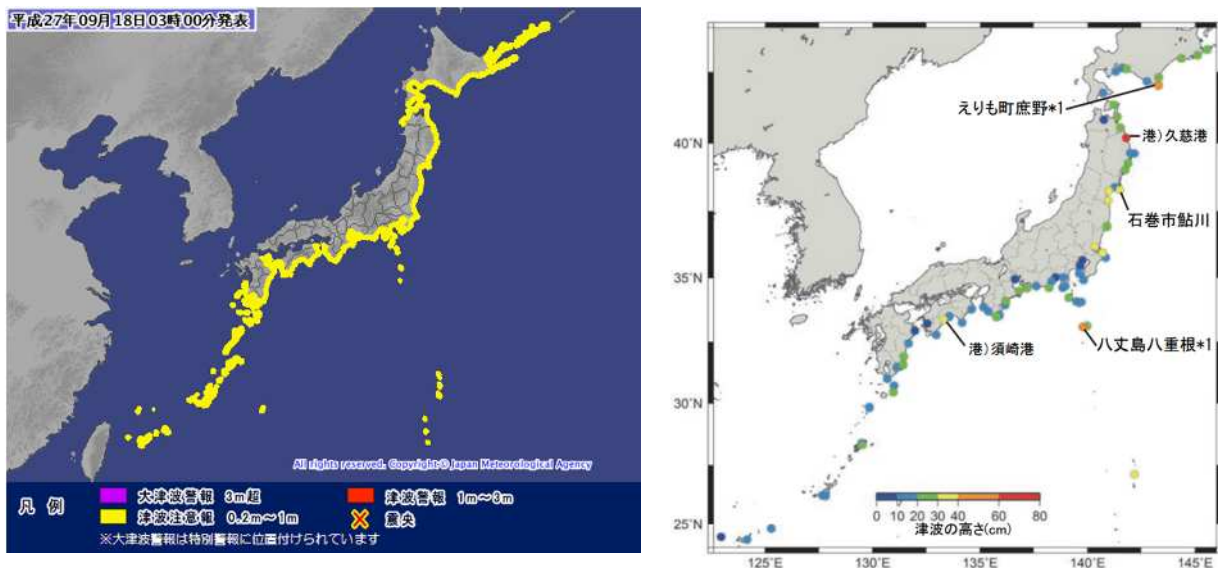 平成27年09月18日03時00分発表
All rights reserved. Copyright © Japan Meteorological Agency
凡 例
大津波警報 3m超
津波警報 1m～3m
津波注意報 0.2m～1m
震央
※大津波警報は特別警報に位置付けられています
えりも町庶野*1
港）久慈港
石巻市鮎川
港）須崎港
八丈島八重根*1
40°N
35°N
30°N
25°N
0 10 20 30 40 60 80
津波の高さ(cm)
125°E 130°E 135°E 140°E 145°E